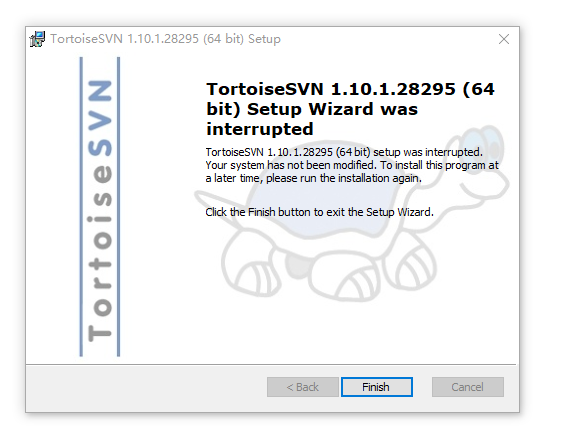 TortoiseSVN 1.10.1.28295 (64 bit) Setup
TortoiseSVN
TortoiseSVN 1.10.1.28295 (64
bit) Setup Wizard was
interrupted
TortoiseSVN 1.10.1.28295 (64 bit) setup was interrupted.
Your system has not been modified. To install this program at
a later time, please run the installation again.
Click the Finish button to exit the Setup Wizard.
< Back
Finish
Cancel